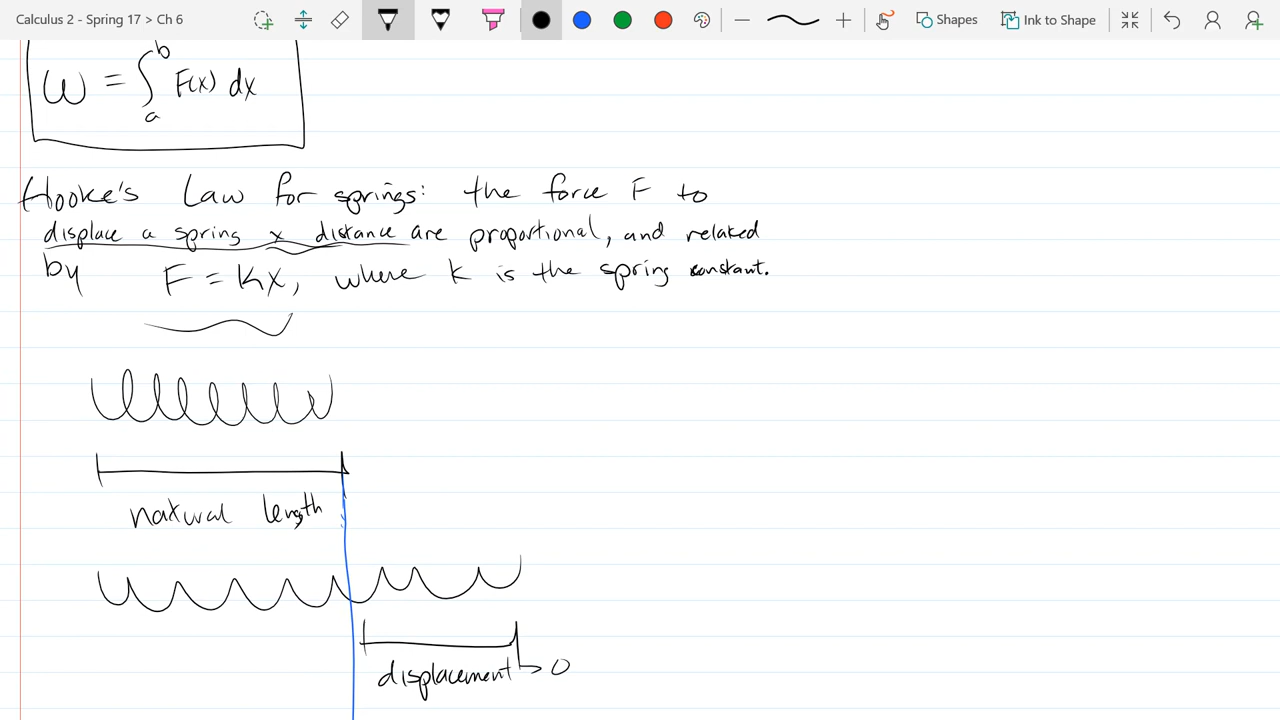 Calculus 2 - Spring 17 > Ch 6
Shapes
Ink to Shape
W = ∫_a^b F(x) dx
Hooke's Law for springs: the force F to
displace a spring x distance are proportional, and related
by F = kx, where k is the spring constant.
natural length
displacement > 0